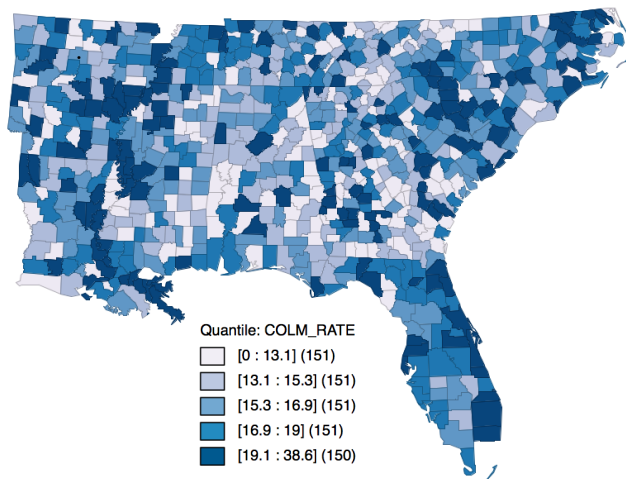 Quantile: COLM_RATE
[0 : 13.1] (151)
[13.1 : 15.3] (151)
[15.3 : 16.9] (151)
[16.9 : 19] (151)
[19.1 : 38.6] (150)